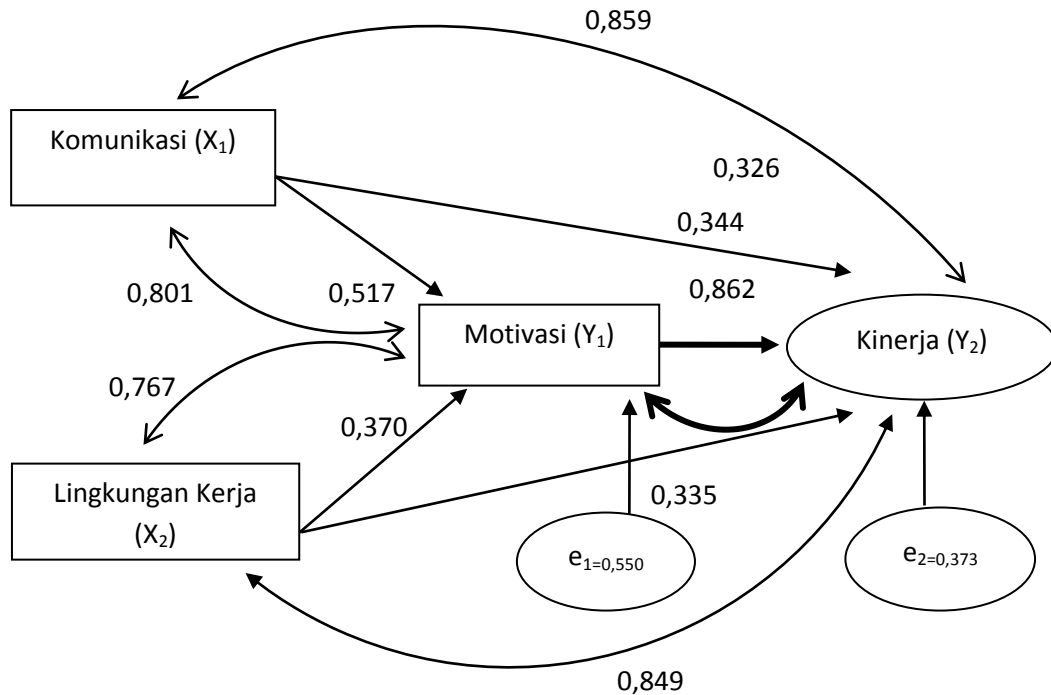 0,859
Komunikasi (X₁)
0,326
0,344
0,801
0,517
0,862
Motivasi (Y₁)
Kinerja (Y₂)
0,767
0,370
Lingkungan Kerja
(X₂)
0,335
e₁₌₀,₅₅₀
e₂₌₀,₃₇₃
0,849